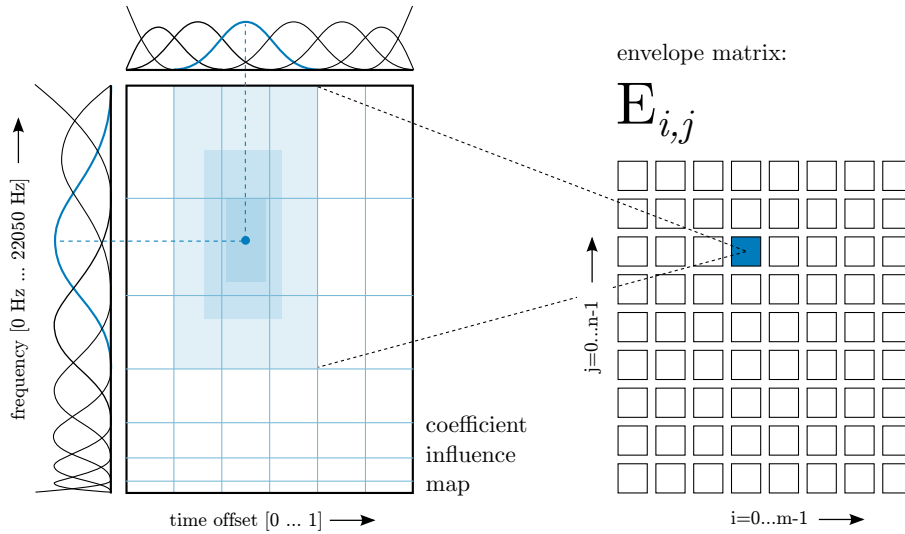 envelope matrix:
E_{i,j}
frequency [0 Hz ... 22050 Hz]
j=0...n-1
coefficient
influence
map
time offset [0 ... 1]
i=0...m-1